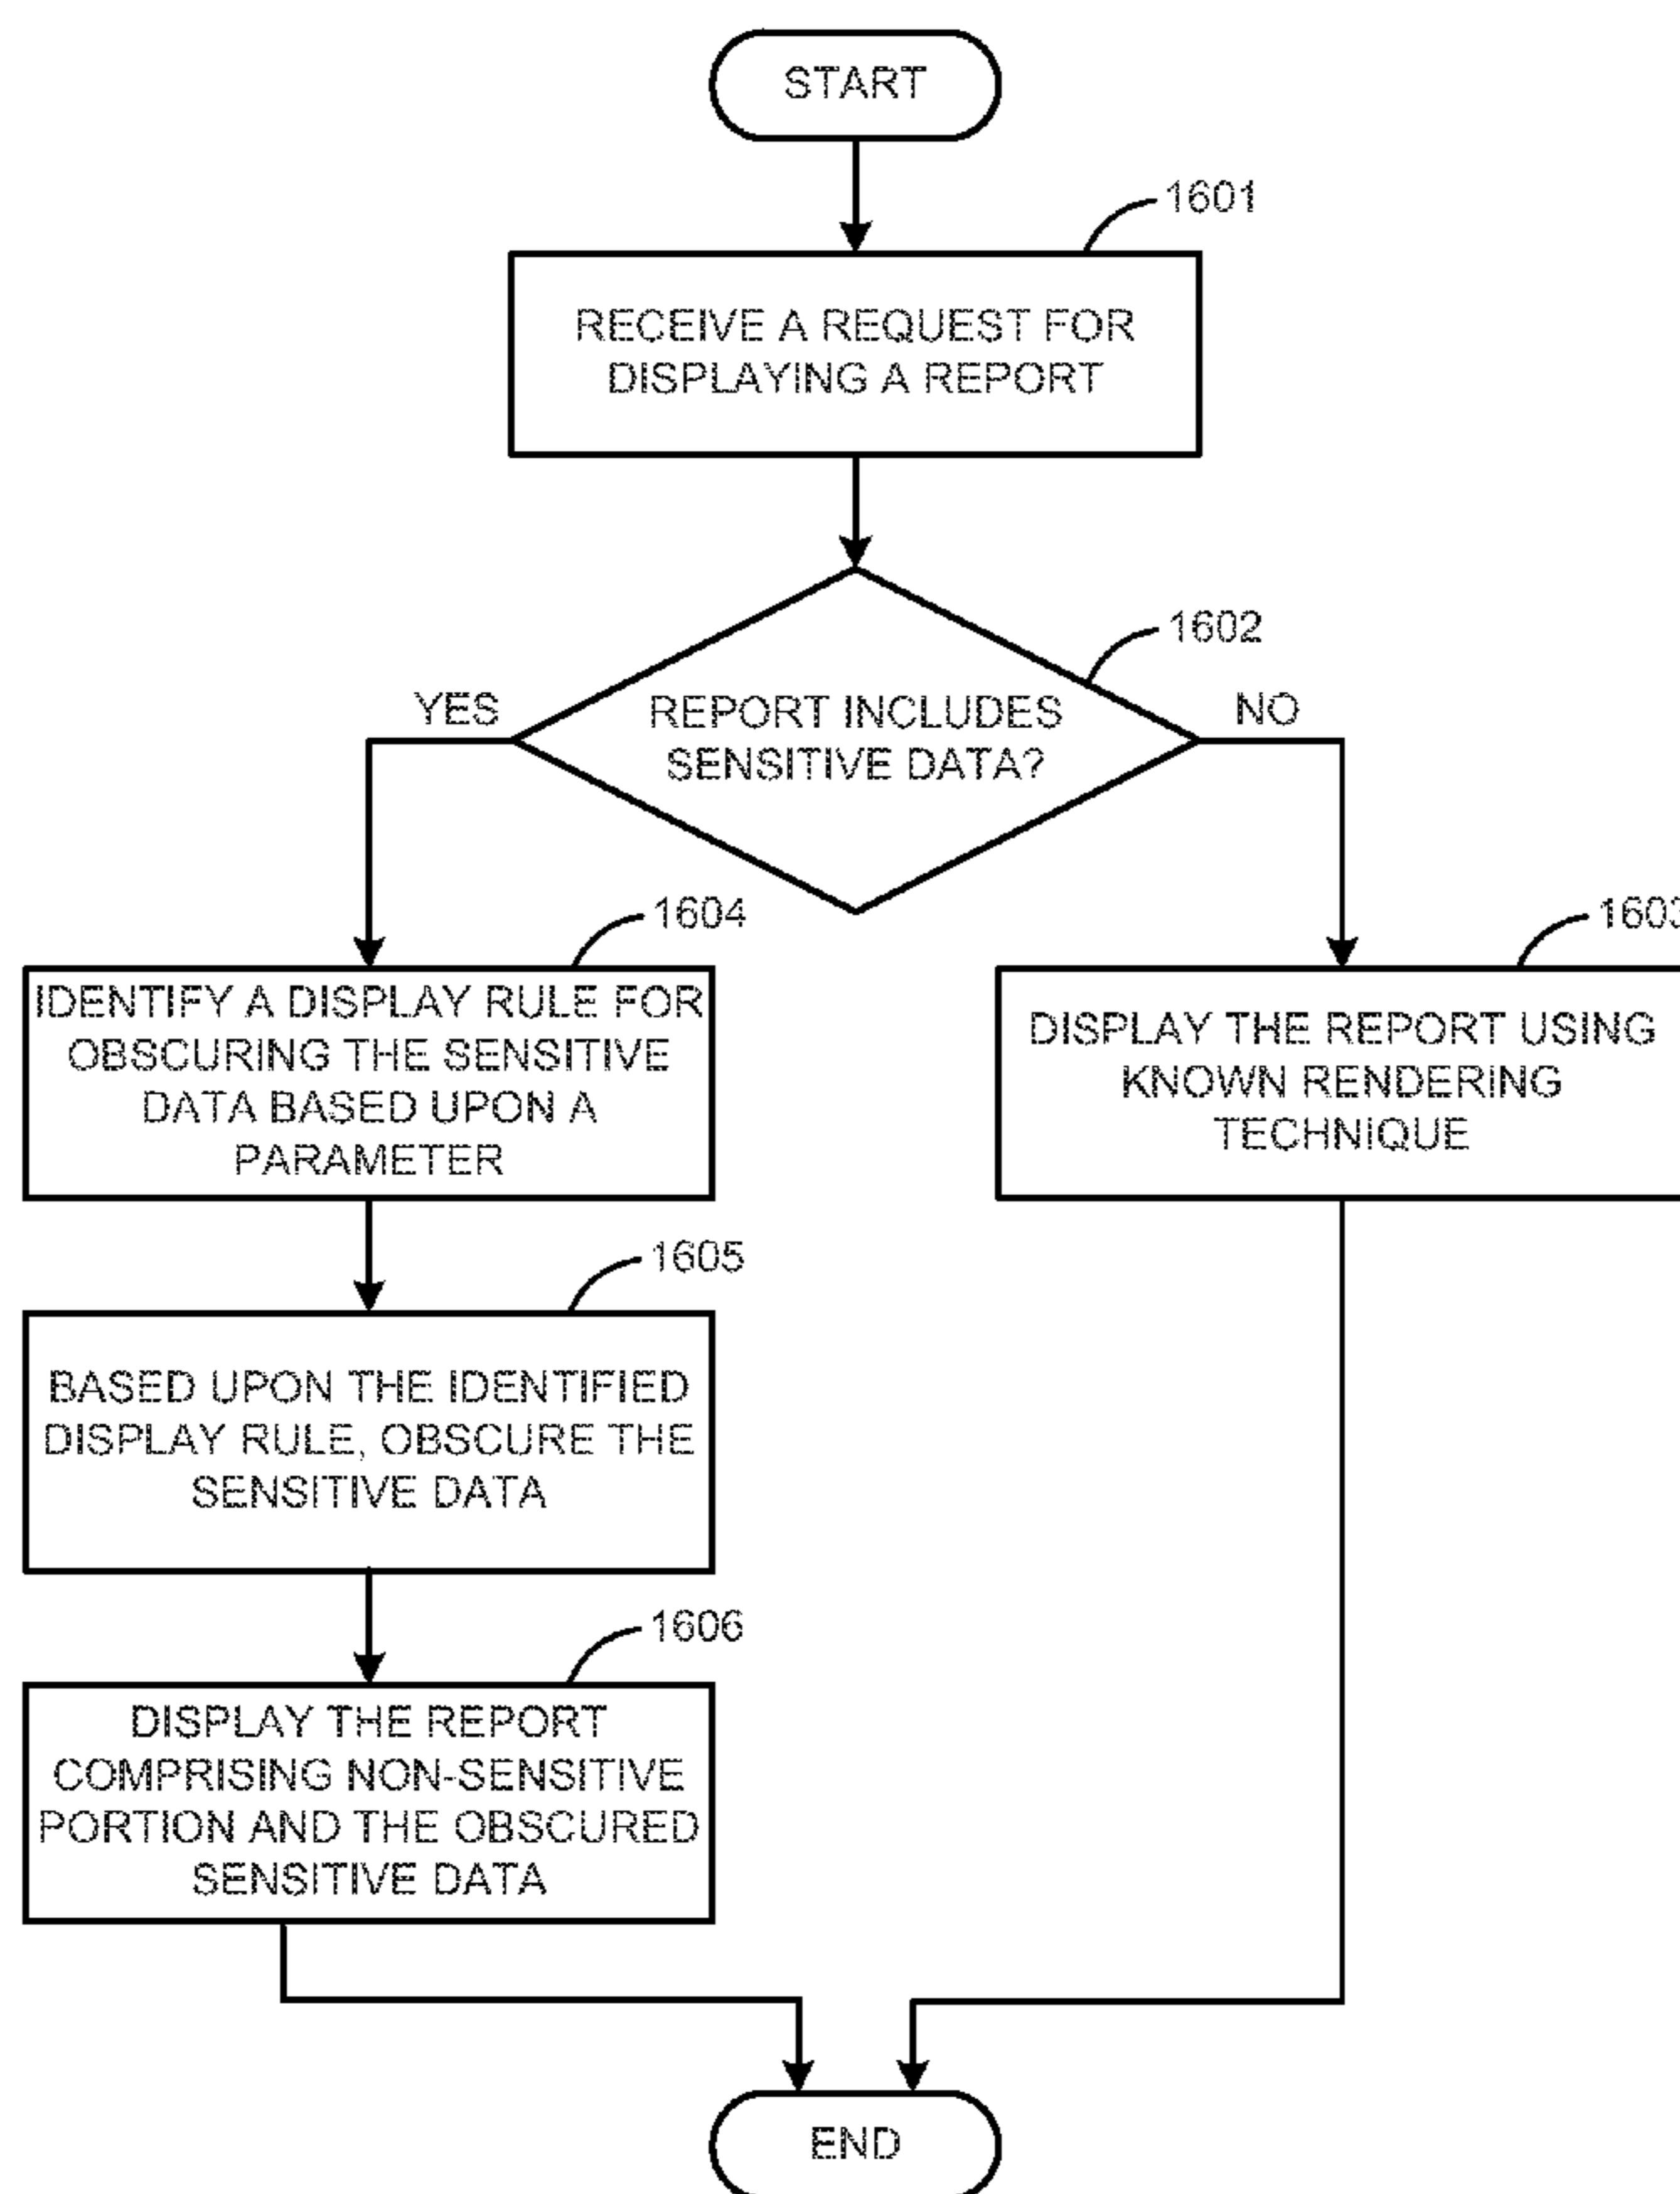 START
1601
RECEIVE A REQUEST FOR
DISPLAYING A REPORT
1602
YES
REPORT INCLUDES
SENSITIVE DATA?
NO
1604
IDENTIFY A DISPLAY RULE FOR
OBSCURING THE SENSITIVE
DATA BASED UPON A
PARAMETER
1603
DISPLAY THE REPORT USING
KNOWN RENDERING
TECHNIQUE
1605
BASED UPON THE IDENTIFIED
DISPLAY RULE, OBSCURE THE
SENSITIVE DATA
1606
DISPLAY THE REPORT
COMPRISING NON-SENSITIVE
PORTION AND THE OBSCURED
SENSITIVE DATA
END